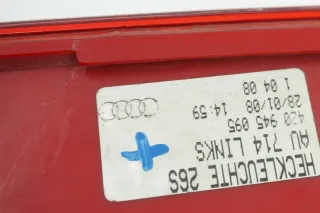 HECKLEUCHTE 26S
AU 714 LINKS
420 945 095
28/01/08 14:59
1 04 08